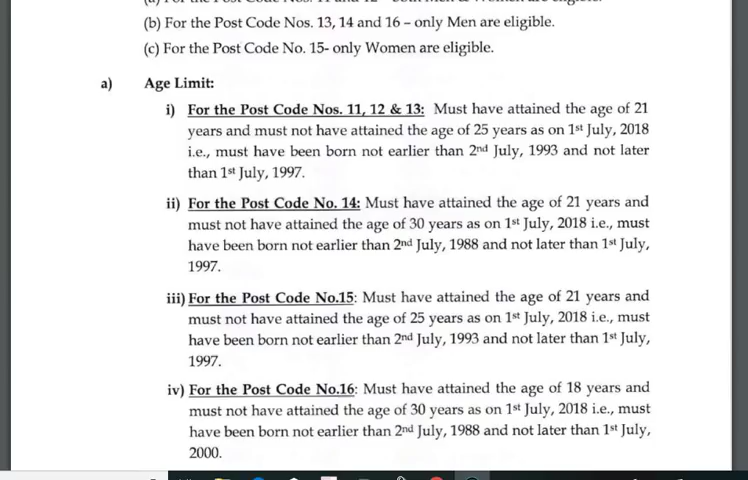 (b) For the Post Code Nos. 13, 14 and 16 – only Men are eligible.
(c) For the Post Code No. 15- only Women are eligible.
a) Age Limit:
i) For the Post Code Nos. 11, 12 & 13: Must have attained the age of 21
years and must not have attained the age of 25 years as on 1st July, 2018
i.e., must have been born not earlier than 2nd July, 1993 and not later
than 1st July, 1997.
ii) For the Post Code No. 14: Must have attained the age of 21 years and
must not have attained the age of 30 years as on 1st July, 2018 i.e., must
have been born not earlier than 2nd July, 1988 and not later than 1st July,
1997.
iii) For the Post Code No.15: Must have attained the age of 21 years and
must not have attained the age of 25 years as on 1st July, 2018 i.e., must
have been born not earlier than 2nd July, 1993 and not later than 1st July,
1997.
iv) For the Post Code No.16: Must have attained the age of 18 years and
must not have attained the age of 30 years as on 1st July, 2018 i.e., must
have been born not earlier than 2nd July, 1988 and not later than 1st July,
2000.